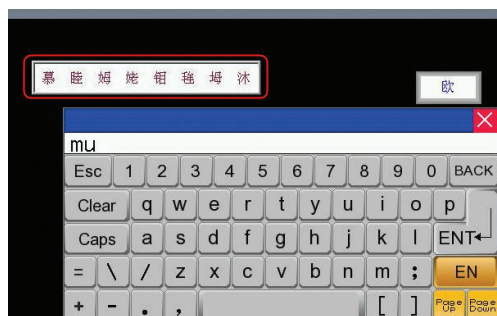 慕 睦 姆 姥 钼 毪 坶 沐
欧
mu
Esc 1 2 3 4 5 6 7 8 9 0 BACK
Clear q w e r t y u i o p
Caps a s d f g h j k l ENT
= \ / z x c v b n m ; EN
+ - . , [ ] Page Up Page Down